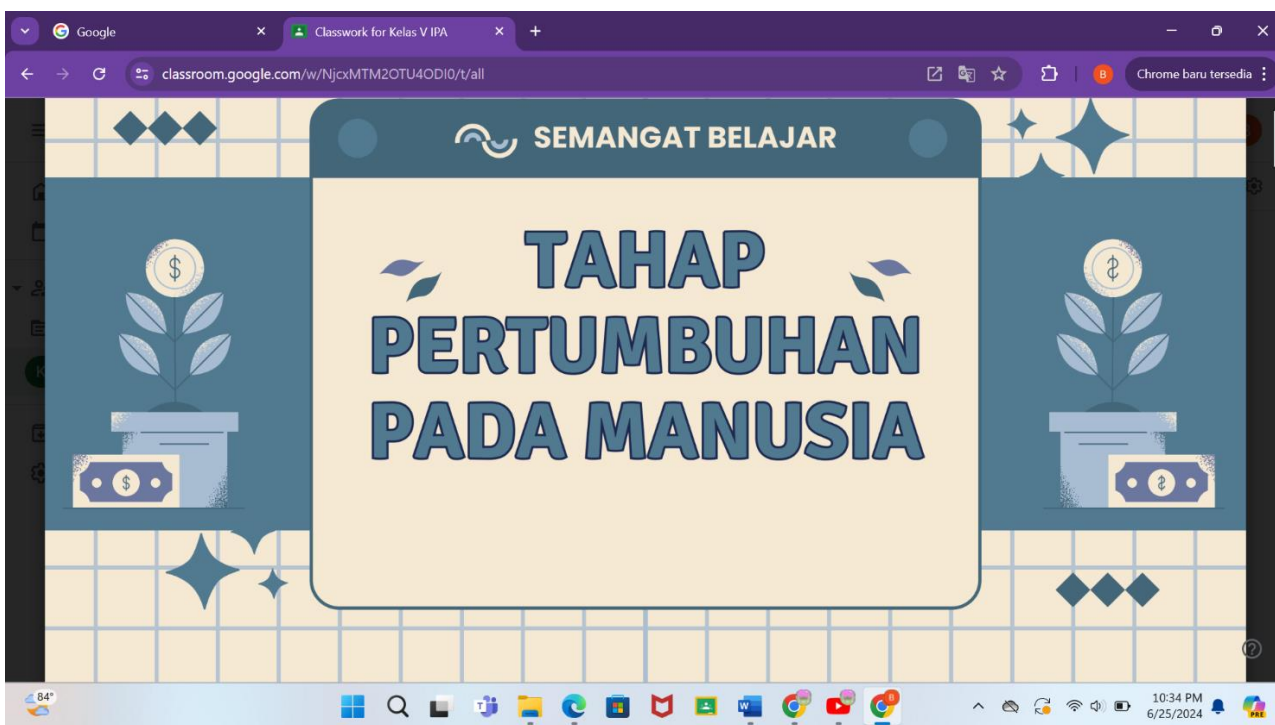 Google
Classwork for Kelas V IPA
classroom.google.com/w/NjcxMTM2OTU4ODI0/t/all
B
Chrome baru tersedia
SEMANGAT BELAJAR
TAHAP
PERTUMBUHAN
PADA MANUSIA
$
$
$
$
K
84°
10:34 PM
6/25/2024
PRE